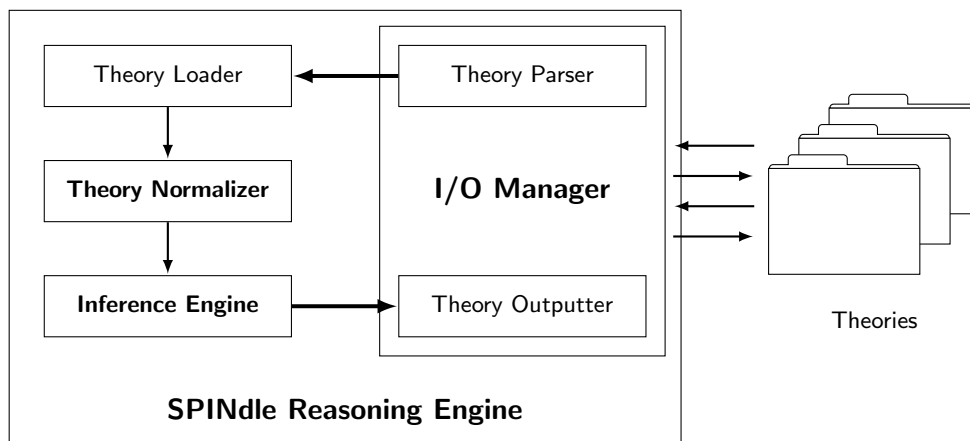 Theory Loader
Theory Parser
Theory Normalizer
I/O Manager
Inference Engine
Theory Outputter
Theories
SPINdle Reasoning Engine